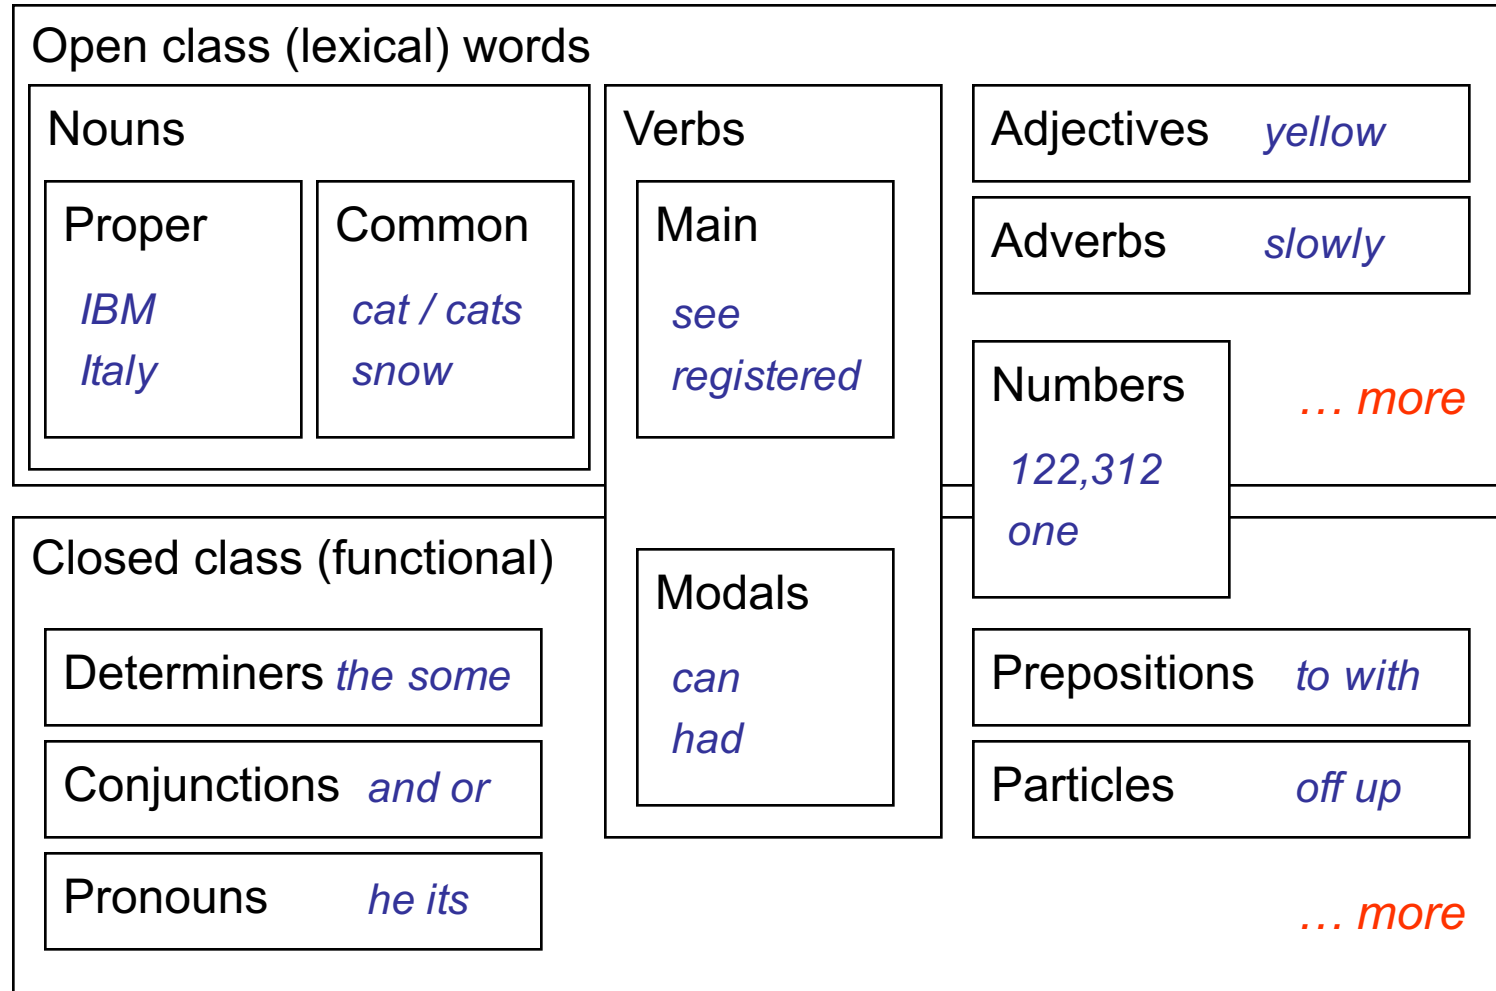 Open class (lexical) words
Nouns
Proper
IBM
Italy
Common
cat / cats
snow
Verbs
Main
see
registered
Adjectives yellow
Adverbs slowly
Numbers
122,312
one
… more
Closed class (functional)
Determiners the some
Conjunctions and or
Pronouns he its
Modals
can
had
Prepositions to with
Particles off up
… more